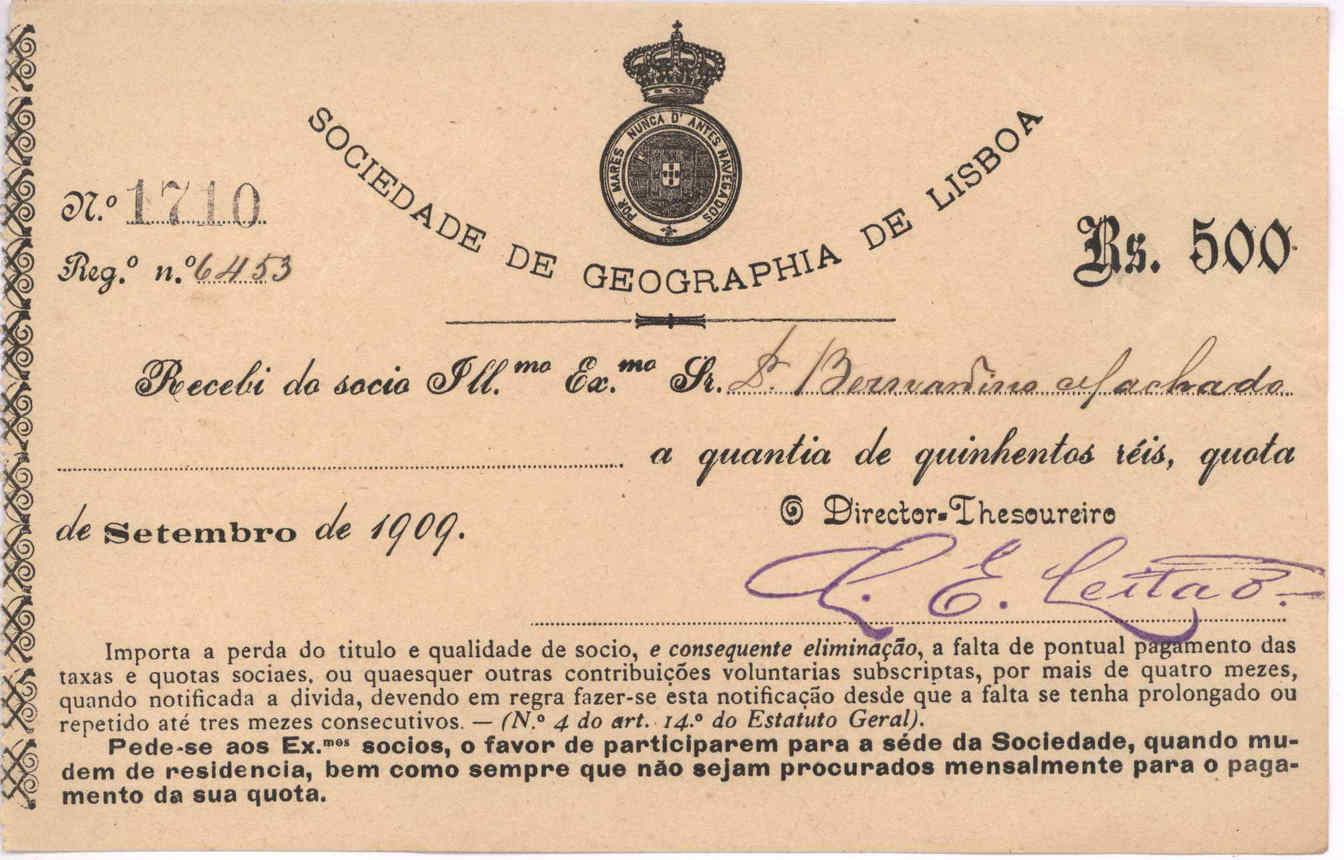 POR MARES NUNCA D' ANTES NAVEGADOS
SOCIEDADE DE GEOGRAPHIA DE LISBOA
N.º 1710
Rs. 500
Reg.º n.º 6453
Recebi do socio Ill.mo Ex.mo Sr. Dr. Bernardino Machado
a quantia de quinhentos réis, quota
de Setembro de 1909.
O Director-Thesoureiro
C. E. Leitão.
Importa a perda do titulo e qualidade de socio, e consequente eliminação, a falta de pontual pagamento das
taxas e quotas sociaes, ou quaesquer outras contribuições voluntarias subscriptas, por mais de quatro mezes,
quando notificada a divida, devendo em regra fazer-se esta notificação desde que a falta se tenha prolongado ou
repetido até tres mezes consecutivos. — (N.º 4 do art. 14.º do Estatuto Geral).
Pede-se aos Ex.mos socios, o favor de participarem para a séde da Sociedade, quando mu-
dem de residencia, bem como sempre que não sejam procurados mensalmente para o paga-
mento da sua quota.